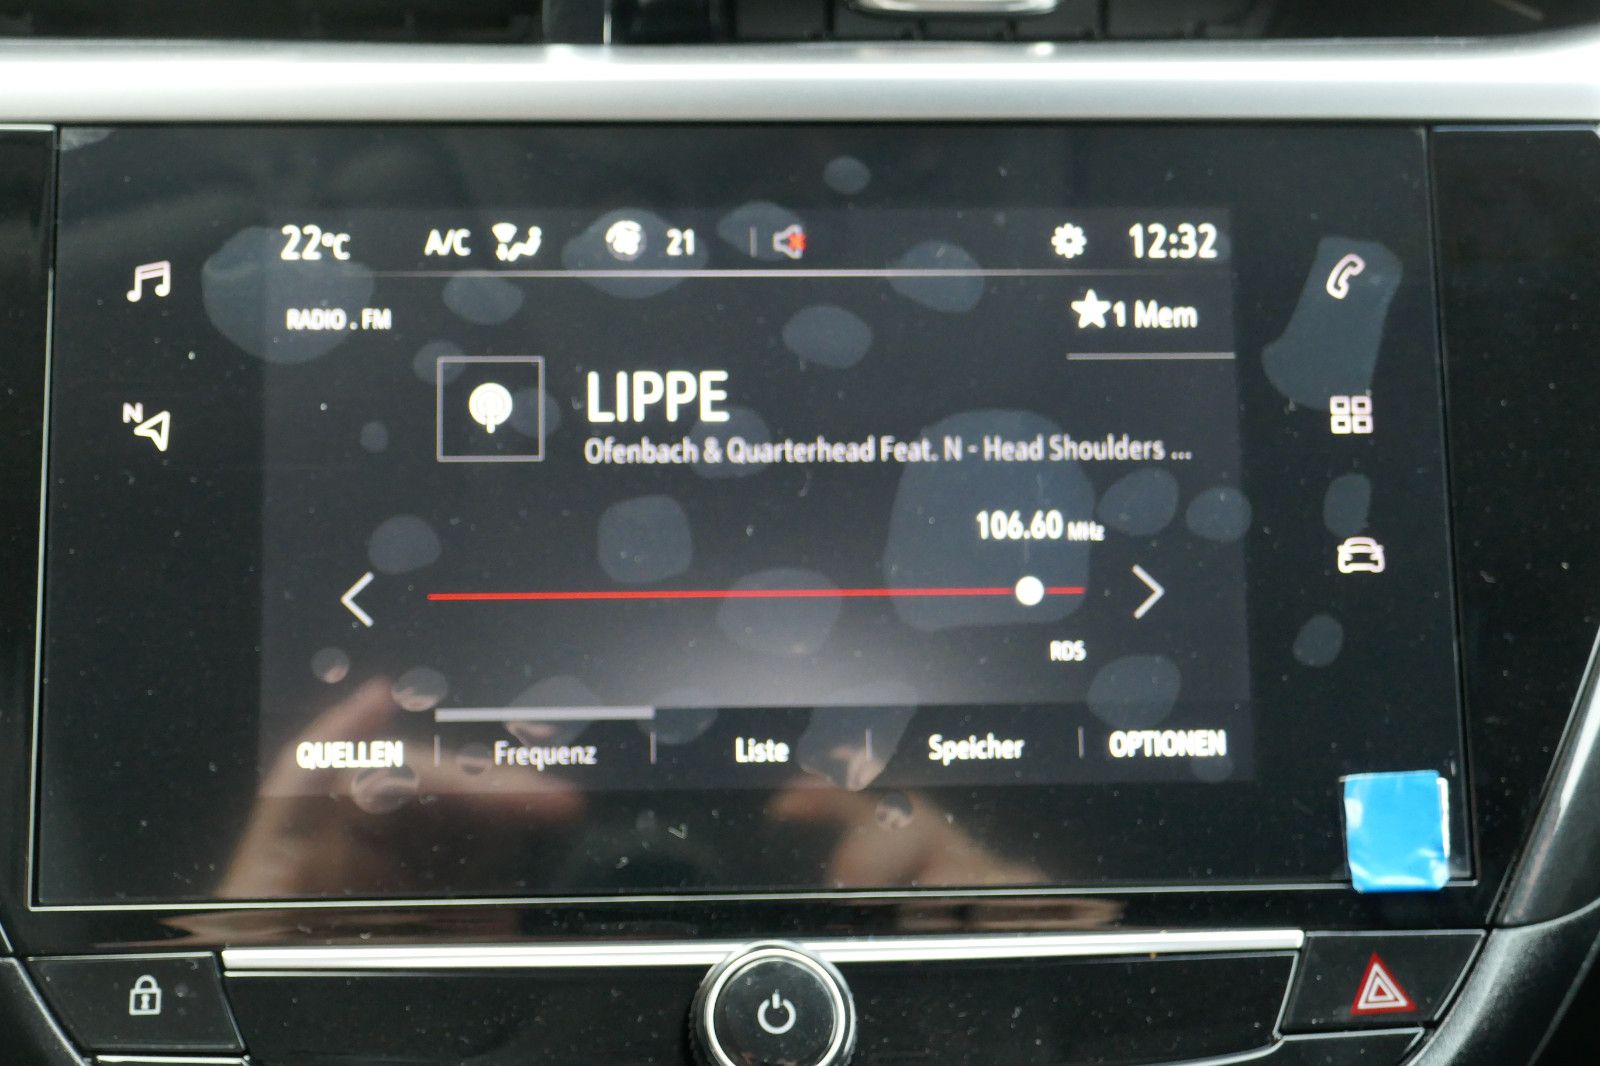 22°C A/C 21 12:32
RADIO . FM
1 Mem
N
LIPPE
Ofenbach & Quarterhead Feat. N - Head Shoulders ...
106.60 MHz
RDS
QUELLEN Frequenz Liste Speicher OPTIONEN